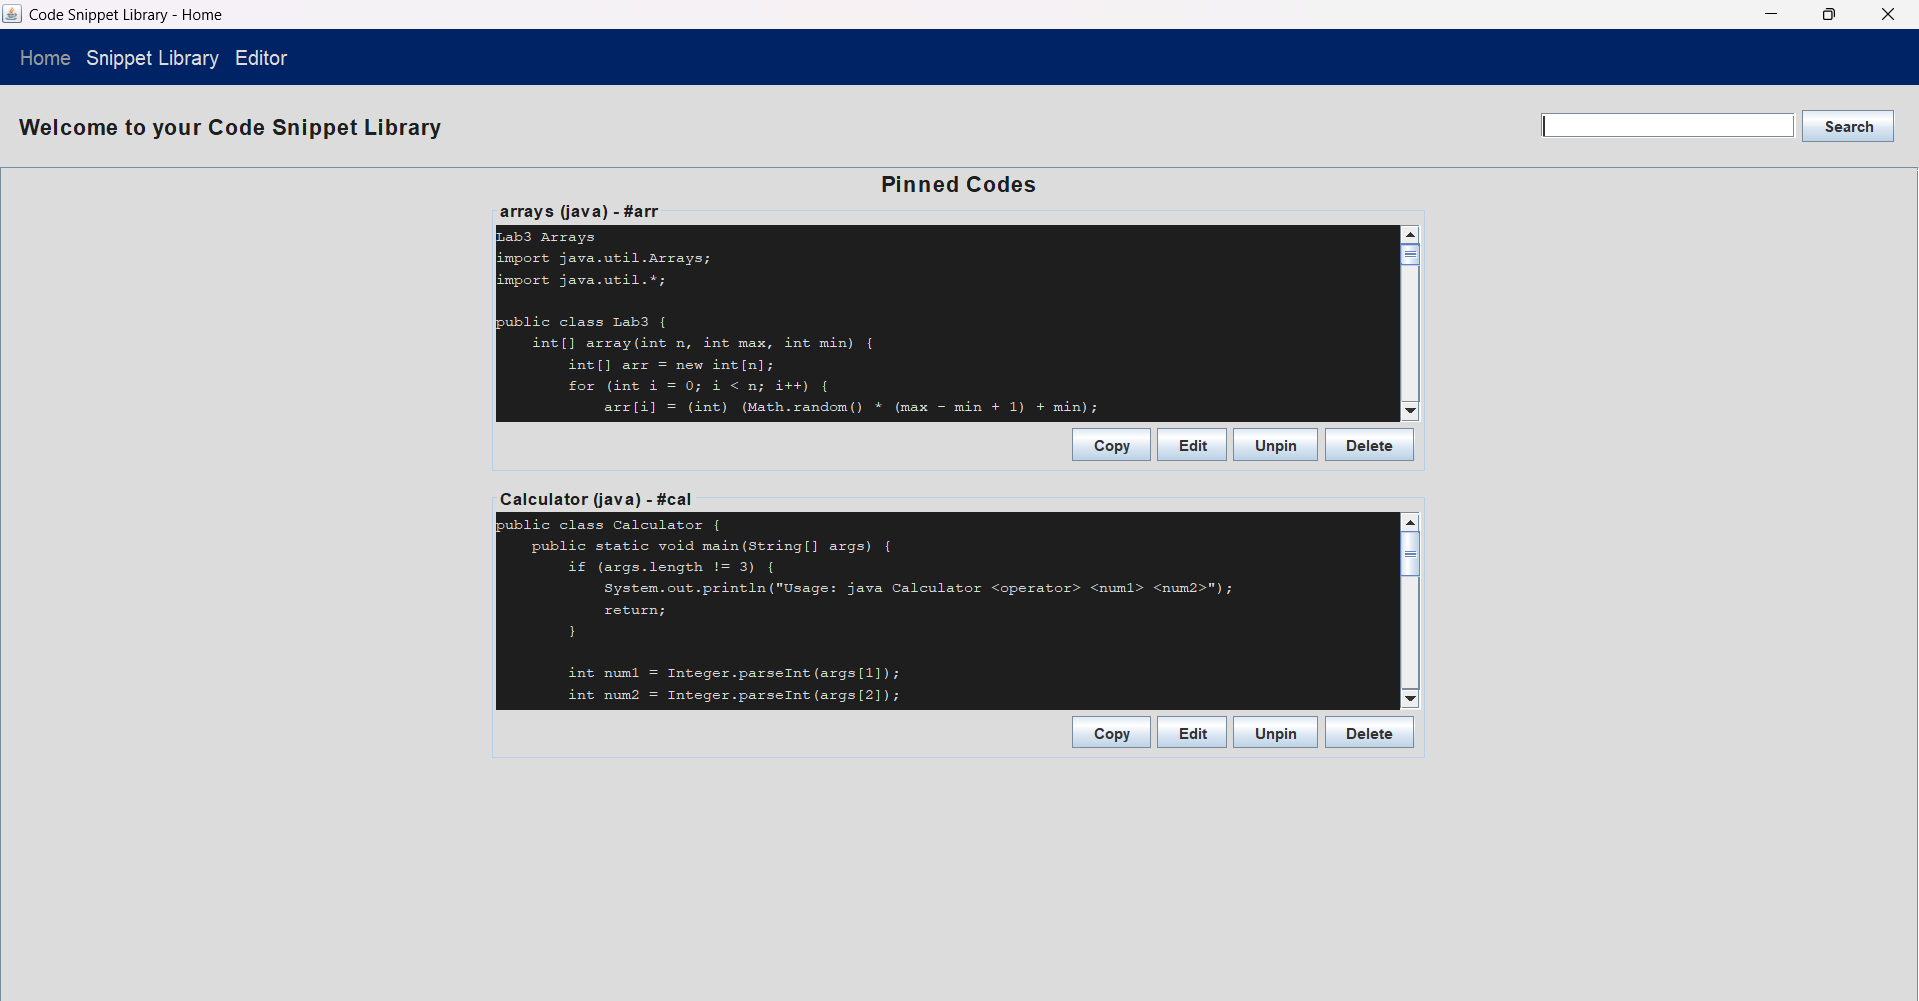 Code Snippet Library - Home
Home Snippet Library Editor
Welcome to your Code Snippet Library
Search
Pinned Codes
arrays (java) - #arr
Lab3 Arrays
import java.util.Arrays;
import java.util.*;
public class Lab3 {
    int[] array(int n, int max, int min) {
        int[] arr = new int[n];
        for (int i = 0; i < n; i++) {
            arr[i] = (int) (Math.random() * (max - min + 1) + min);
Copy Edit Unpin Delete
Calculator (java) - #cal
public class Calculator {
    public static void main(String[] args) {
        if (args.length != 3) {
            System.out.println("Usage: java Calculator <operator> <num1> <num2>");
            return;
        }
        int num1 = Integer.parseInt(args[1]);
        int num2 = Integer.parseInt(args[2]);
Copy Edit Unpin Delete